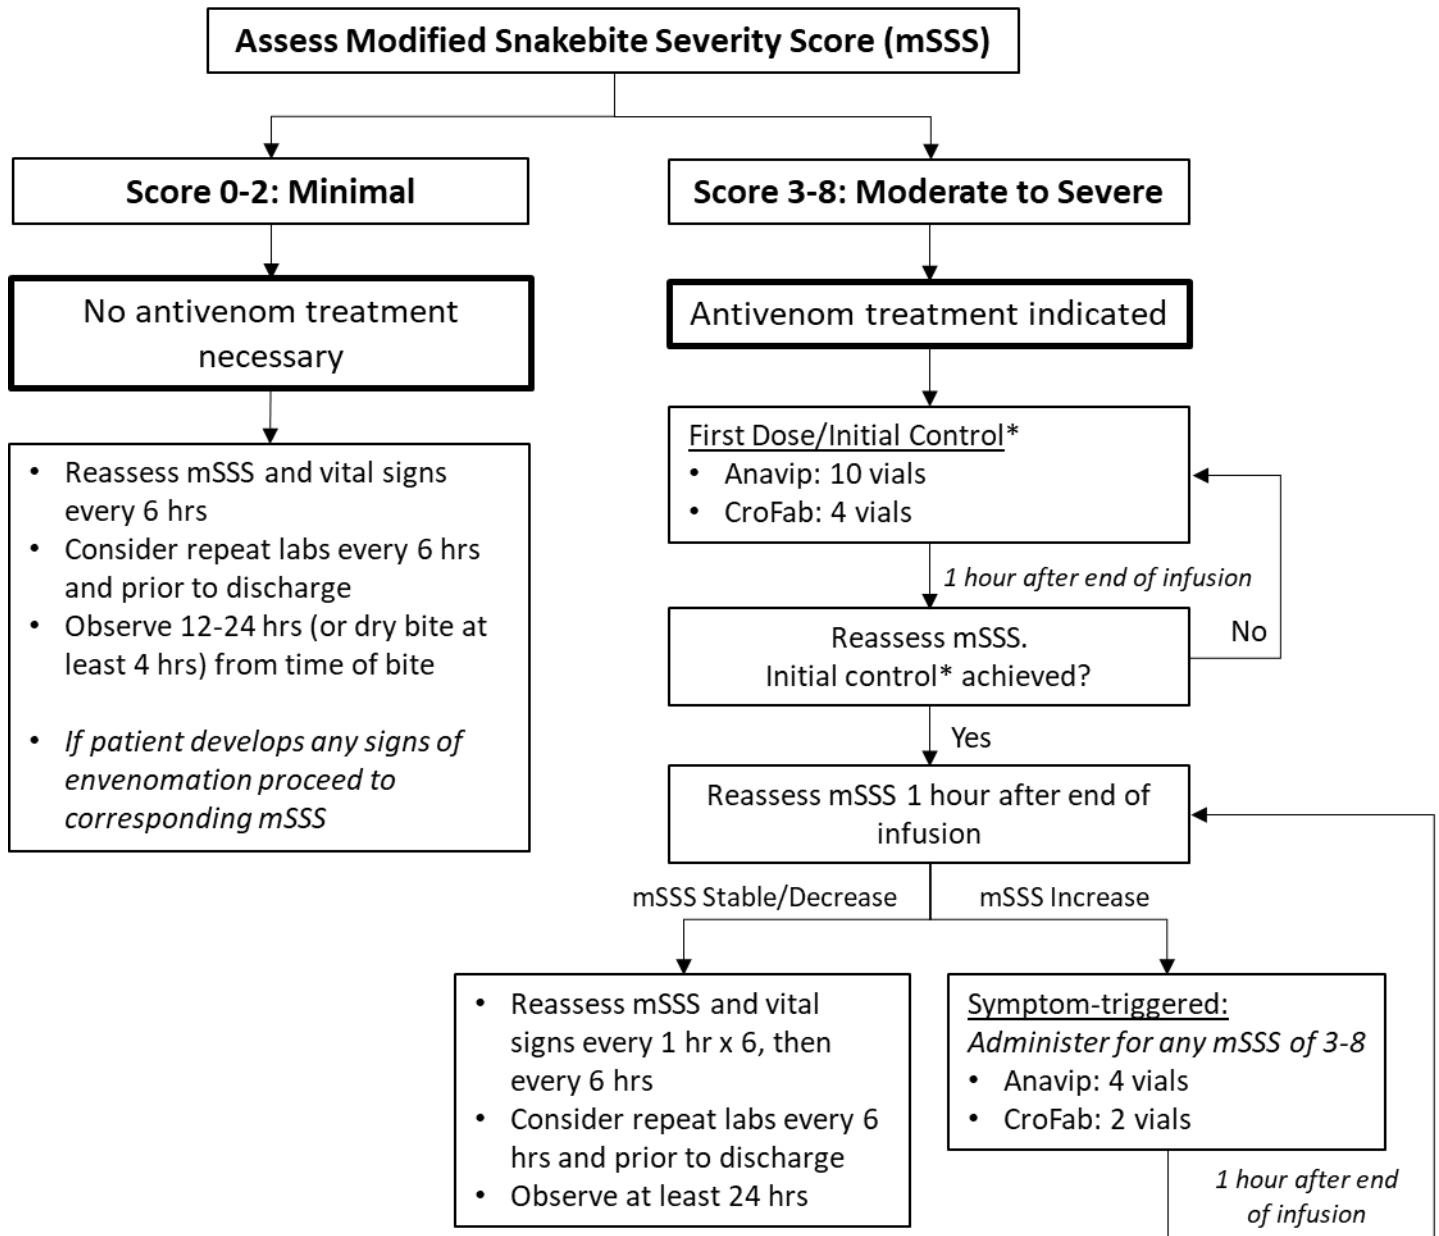 Assess Modified Snakebite Severity Score (mSSS)
Score 0-2: Minimal
No antivenom treatment
necessary
• Reassess mSSS and vital signs
every 6 hrs
• Consider repeat labs every 6 hrs
and prior to discharge
• Observe 12-24 hrs (or dry bite at
least 4 hrs) from time of bite
• If patient develops any signs of
envenomation proceed to
corresponding mSSS
Score 3-8: Moderate to Severe
Antivenom treatment indicated
First Dose/Initial Control*
• Anavip: 10 vials
• CroFab: 4 vials
1 hour after end of infusion
Reassess mSSS.
Initial control* achieved?
No
Yes
Reassess mSSS 1 hour after end of
infusion
mSSS Stable/Decrease
• Reassess mSSS and vital
signs every 1 hr x 6, then
every 6 hrs
• Consider repeat labs every 6
hrs and prior to discharge
• Observe at least 24 hrs
mSSS Increase
Symptom-triggered:
Administer for any mSSS of 3-8
• Anavip: 4 vials
• CroFab: 2 vials
1 hour after end
of infusion